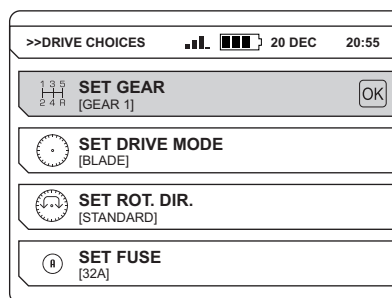 >>DRIVE CHOICES 20 DEC 20:55
1 3 5
2 4 R
SET GEAR
[GEAR 1]
OK
SET DRIVE MODE
[BLADE]
SET ROT. DIR.
[STANDARD]
A
SET FUSE
[32A]